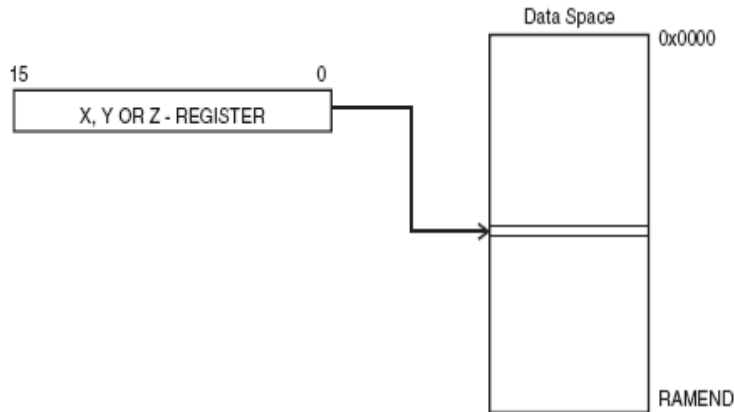 Data Space
0x0000
15 0
X, Y OR Z - REGISTER
RAMEND